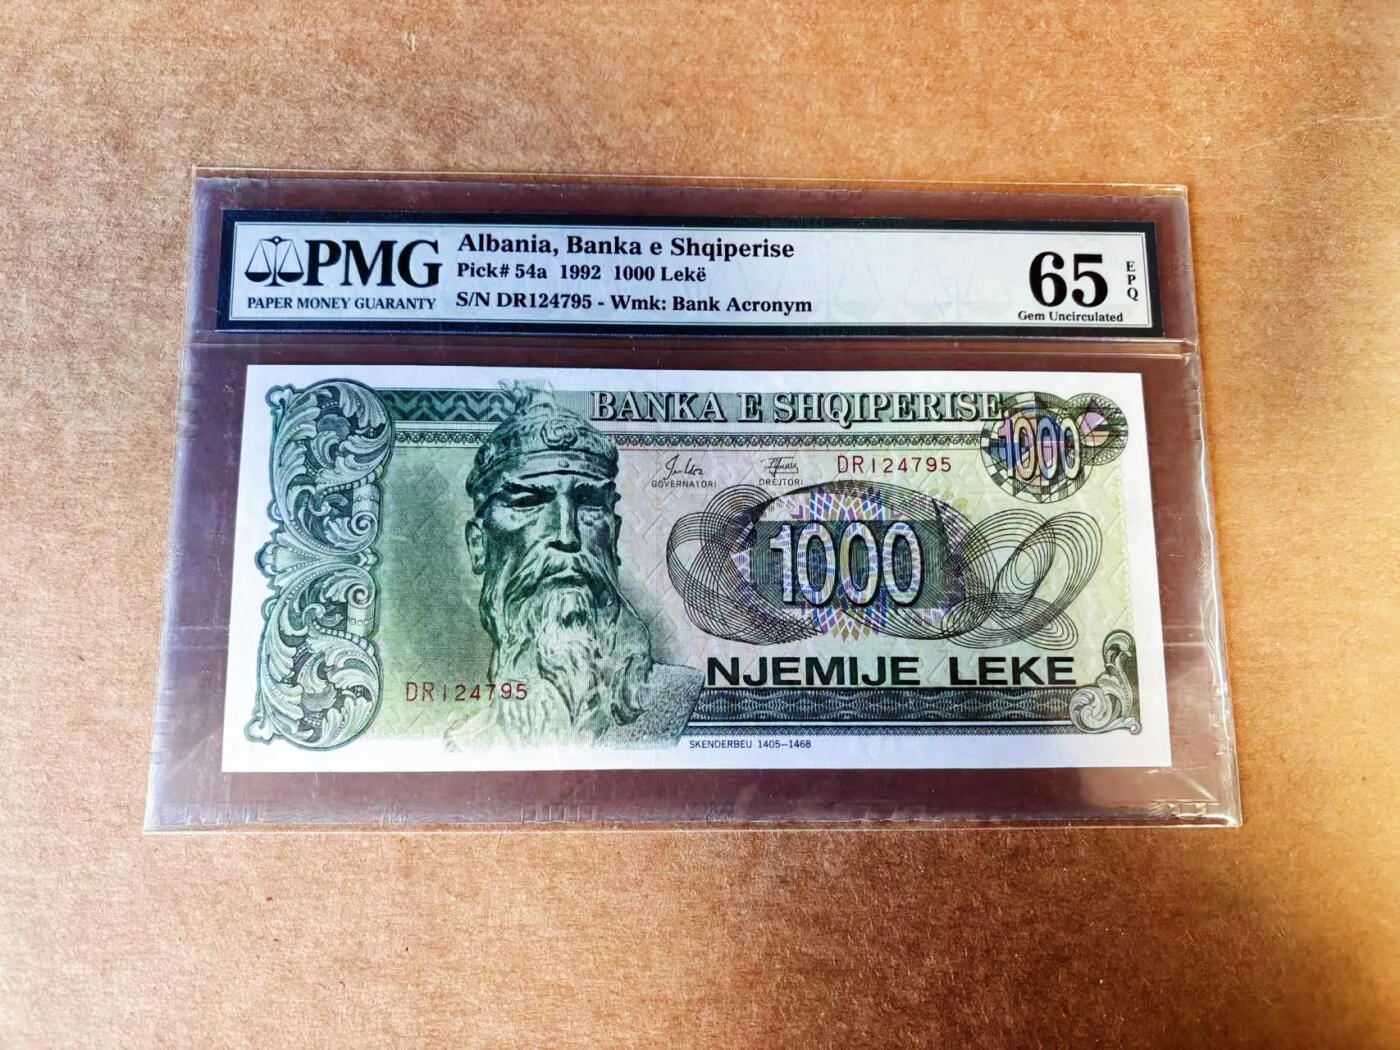 PMG
PAPER MONEY GUARANTY
Albania, Banka e Shqiperise
Pick# 54a 1992 1000 Lekë
S/N DR124795 - Wmk: Bank Acronym
65
EPQ
Gem Uncirculated
BANKA E SHQIPERISE
1000
GOVERNATORI
DREJTORI
DR124795
1000
NJEMIJE LEKE
DR124795
SKENDERBEU 1405–1468